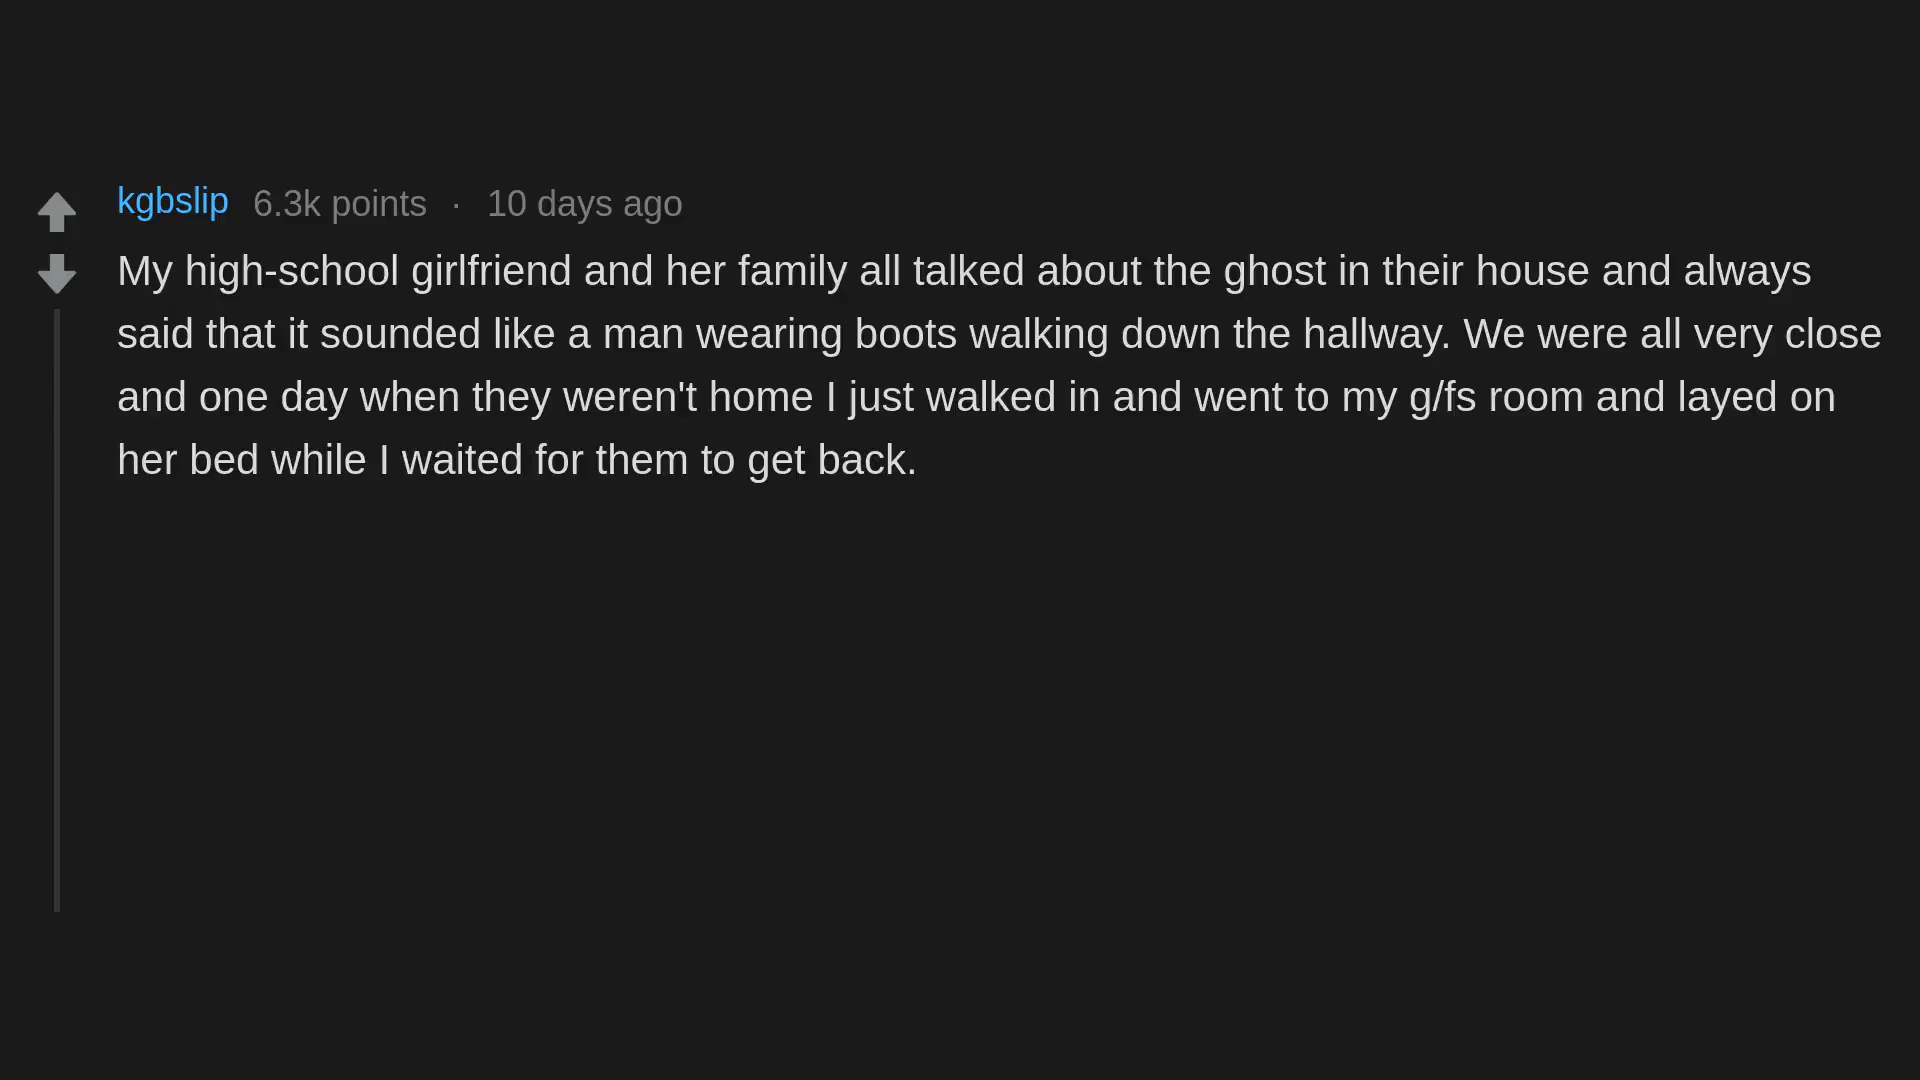 kgbslip 6.3k points · 10 days ago
My high-school girlfriend and her family all talked about the ghost in their house and always
said that it sounded like a man wearing boots walking down the hallway. We were all very close
and one day when they weren't home I just walked in and went to my g/fs room and layed on
her bed while I waited for them to get back.